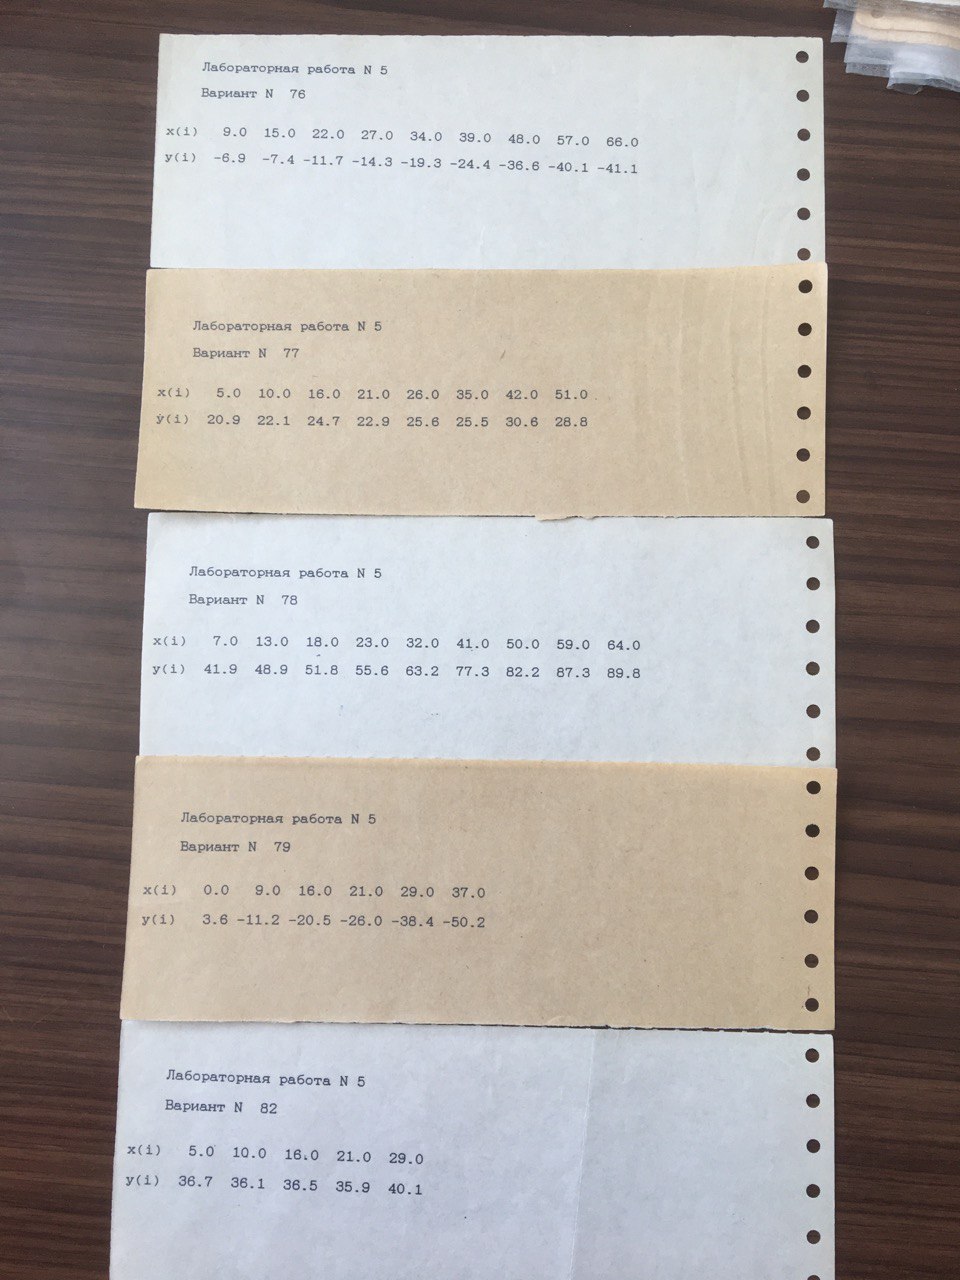 Лабораторная работа N 5
Вариант N 76
x(i) 9.0 15.0 22.0 27.0 34.0 39.0 48.0 57.0 66.0
y(i) -6.9 -7.4 -11.7 -14.3 -19.3 -24.4 -36.6 -40.1 -41.1
Лабораторная работа N 5
Вариант N 77
x(i) 5.0 10.0 16.0 21.0 26.0 35.0 42.0 51.0
y(i) 20.9 22.1 24.7 22.9 25.6 25.5 30.6 28.8
Лабораторная работа N 5
Вариант N 78
x(i) 7.0 13.0 18.0 23.0 32.0 41.0 50.0 59.0 64.0
y(i) 41.9 48.9 51.8 55.6 63.2 77.3 82.2 87.3 89.8
Лабораторная работа N 5
Вариант N 79
x(i) 0.0 9.0 16.0 21.0 29.0 37.0
y(i) 3.6 -11.2 -20.5 -26.0 -38.4 -50.2
Лабораторная работа N 5
Вариант N 82
x(i) 5.0 10.0 16.0 21.0 29.0
y(i) 36.7 36.1 36.5 35.9 40.1